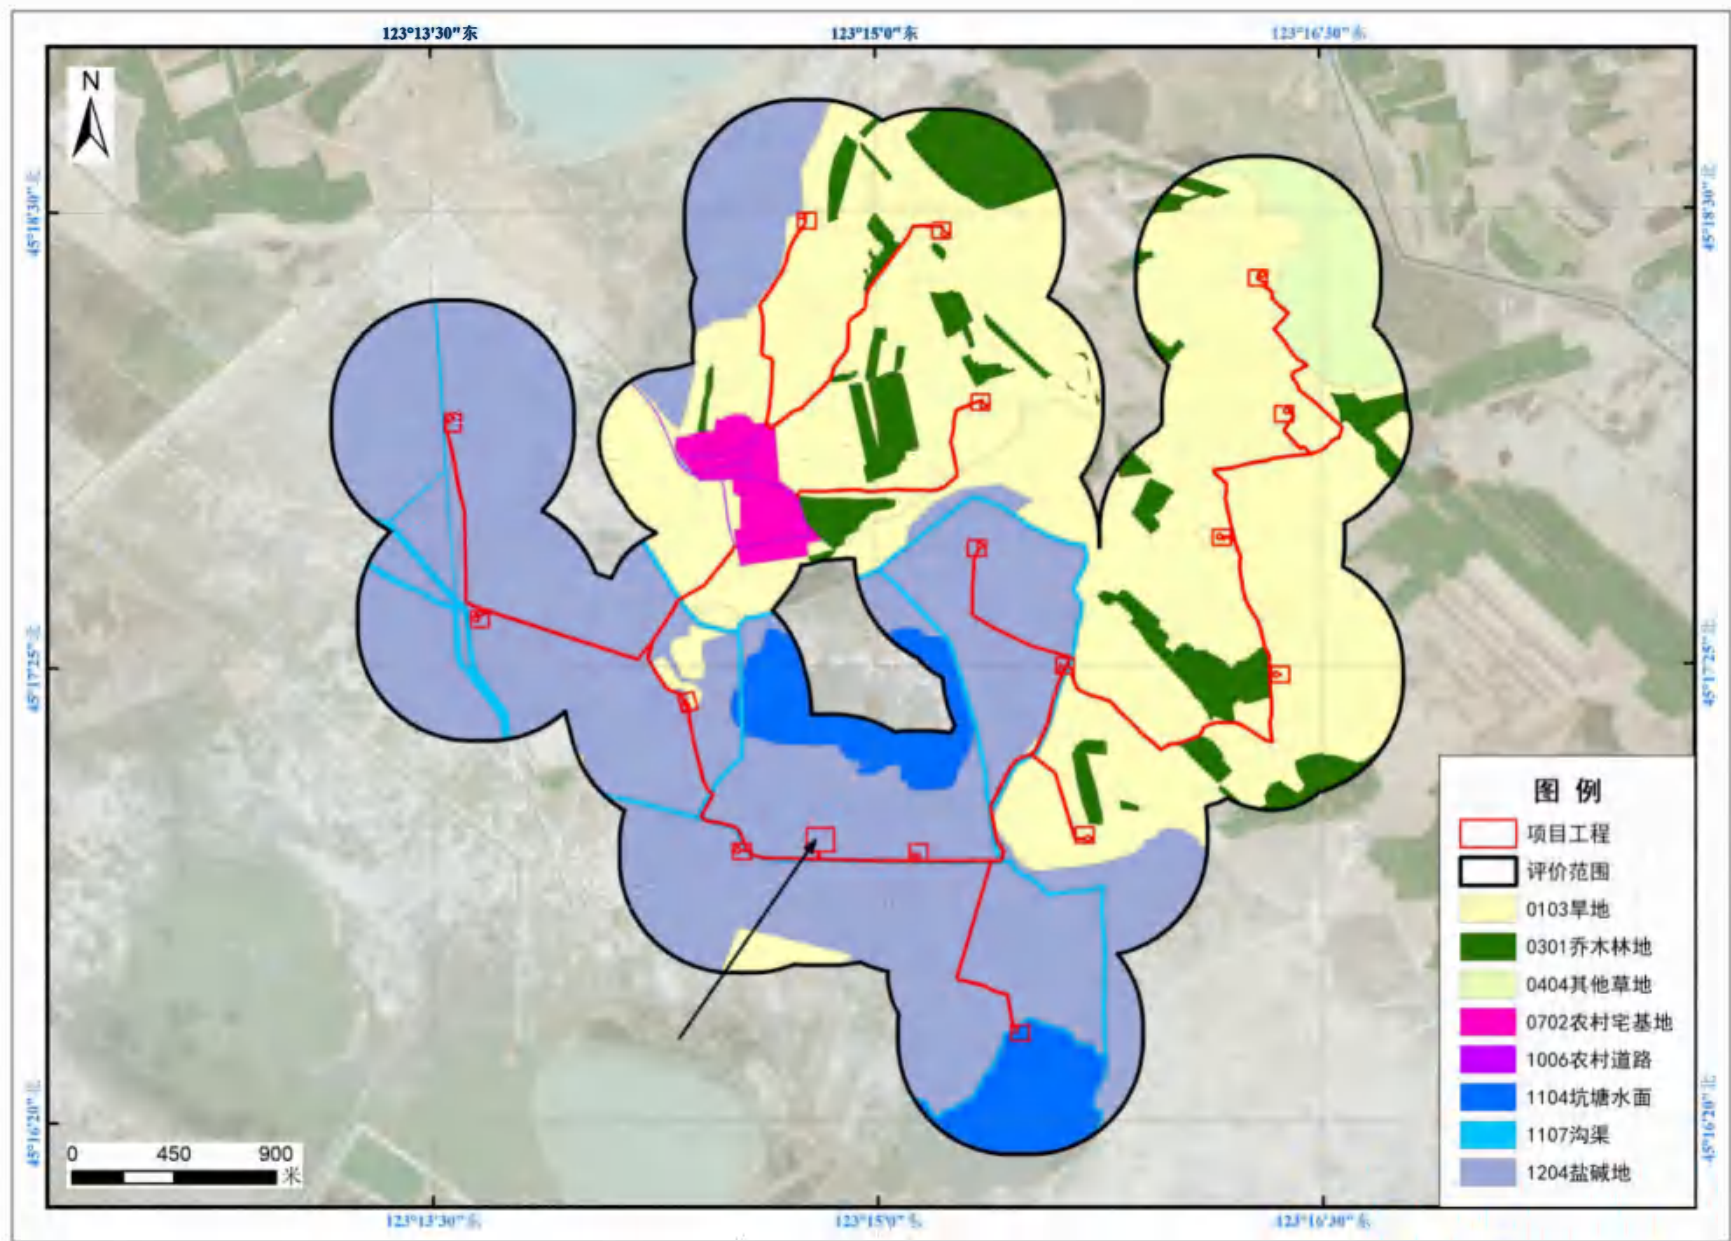 123°13'30"东 123°15'0"东 123°16'30"东
N
45°18'30"北 45°18'30"北
45°17'25"北 45°17'25"北
45°16'20"北 45°16'20"北
图 例
项目工程
评价范围
0103旱地
0301乔木林地
0404其他草地
0702农村宅基地
1006农村道路
1104坑塘水面
1107沟渠
1204盐碱地
0 450 900
米
123°13'30"东 123°15'0"东 123°16'30"东